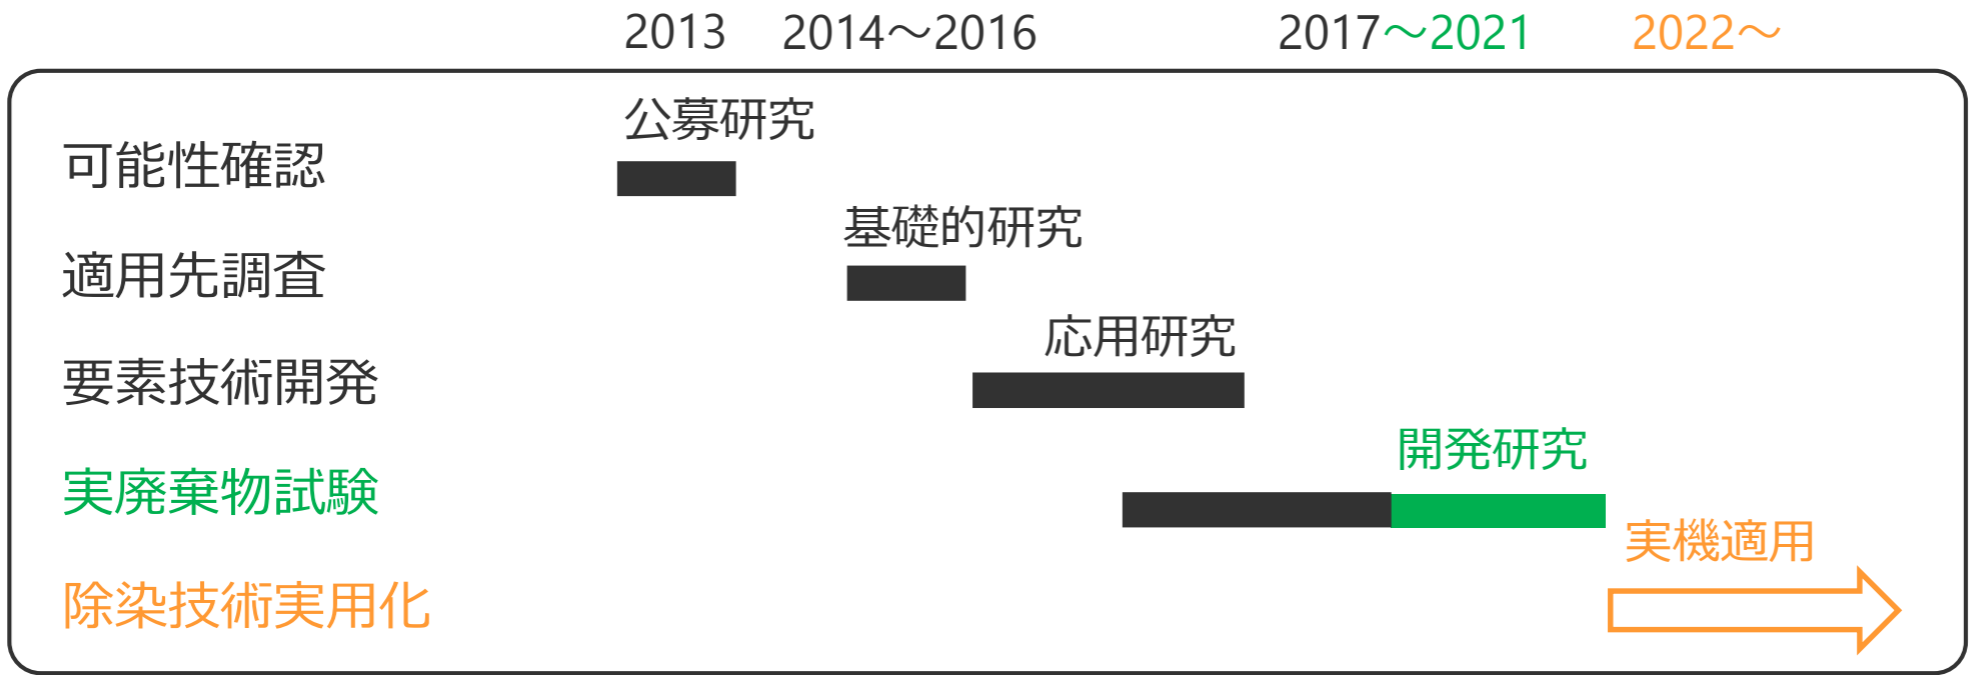 2013 2014～2016 2017～2021 2022～
公募研究
可能性確認
基礎的研究
適用先調査
応用研究
要素技術開発
開発研究
実廃棄物試験
実機適用
除染技術実用化